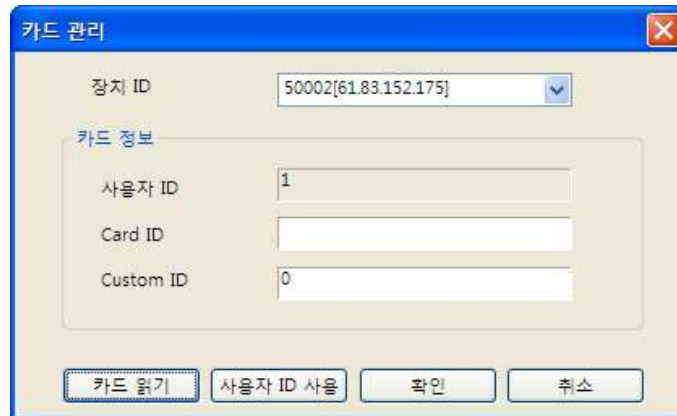 카드 관리
장치 ID
50002[61.83.152.175]
카드 정보
사용자 ID
1
Card ID
Custom ID
0
카드 읽기
사용자 ID 사용
확인
취소